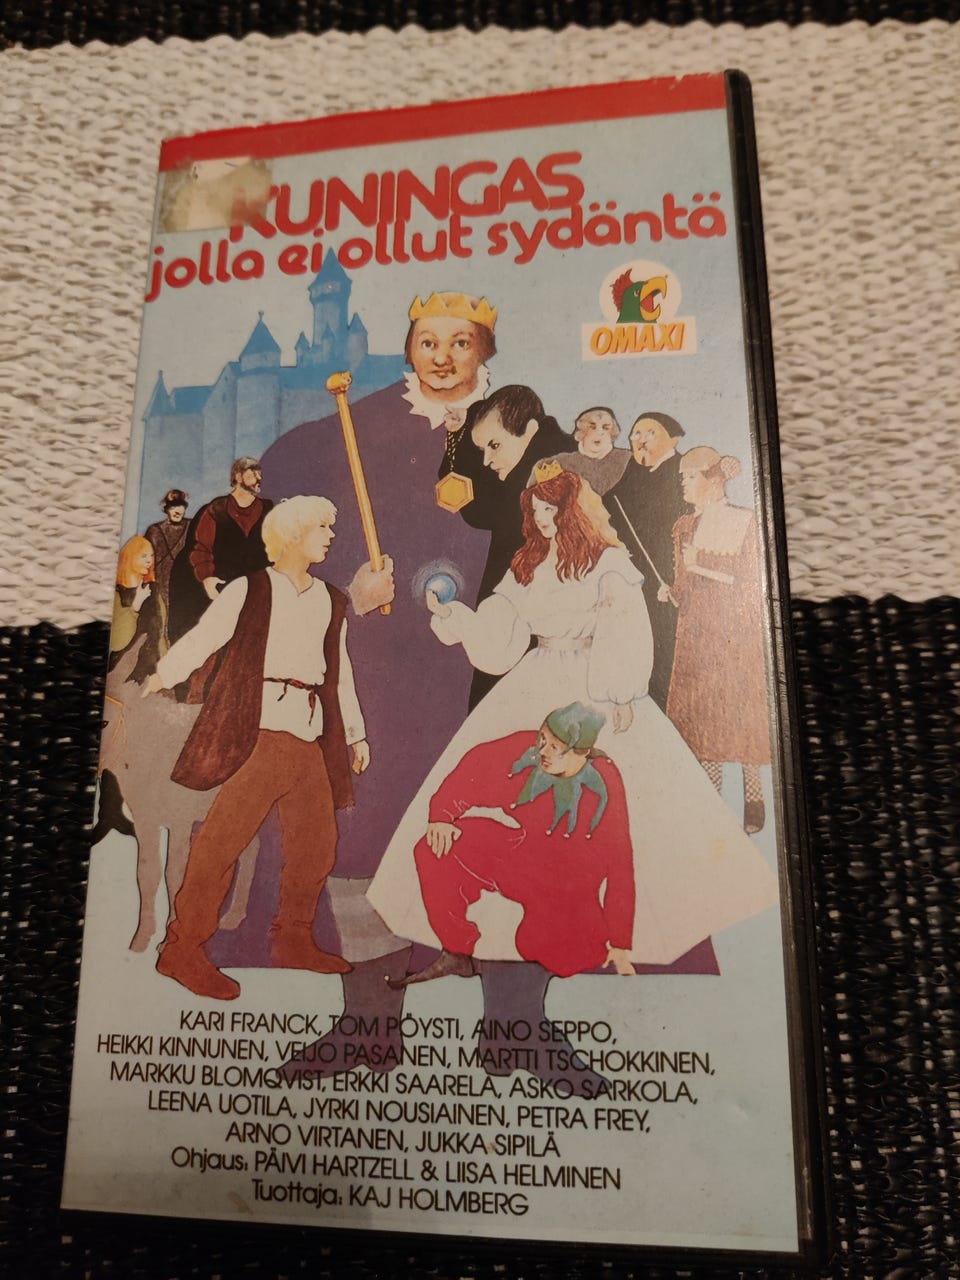 KUNINGAS
jolla ei ollut sydäntä
OMAXI
KARI FRANCK, TOM PÖYSTI, AINO SEPPO,
HEIKKI KINNUNEN, VEIJO PASANEN, MARTTI TSCHOKKINEN,
MARKKU BLOMQVIST, ERKKI SAARELA, ASKO SARKOLA,
LEENA UOTILA, JYRKI NOUSIAINEN, PETRA FREY,
ARNO VIRTANEN, JUKKA SIPILÄ
Ohjaus: PÄIVI HARTZELL & LIISA HELMINEN
Tuottaja: KAJ HOLMBERG